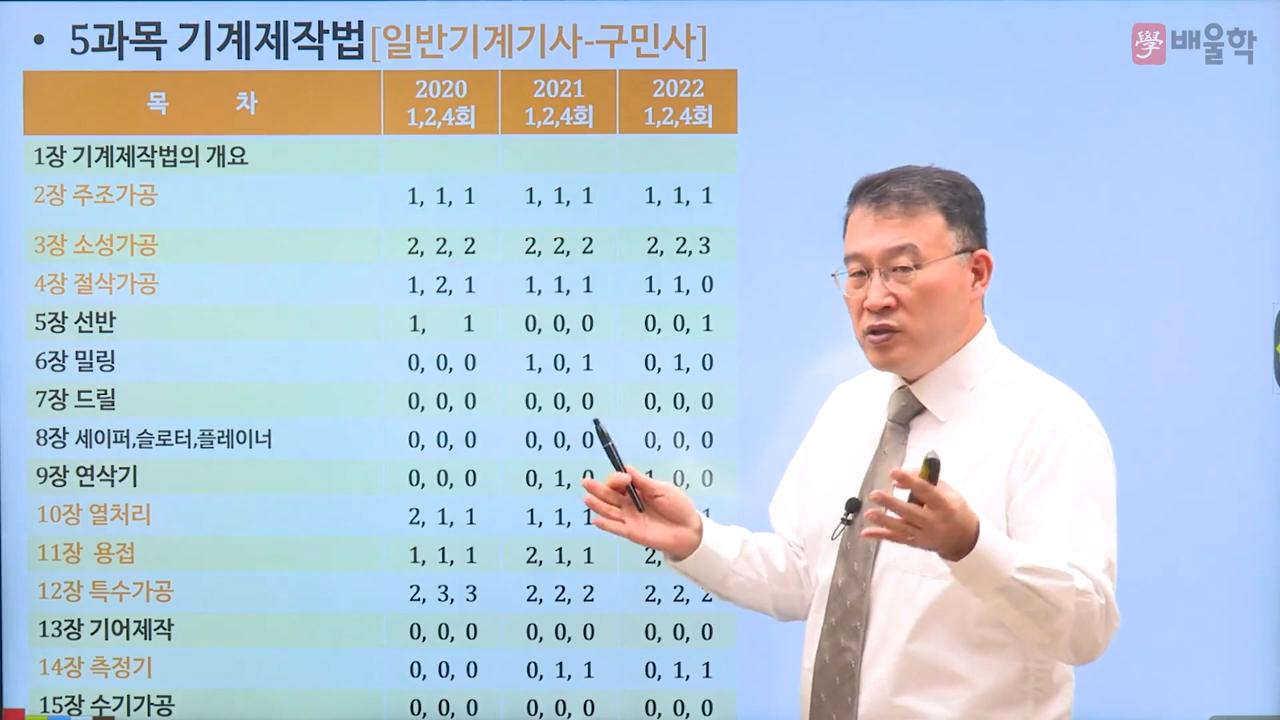 • 5과목 기계제작법[일반기계기사-구민사]
學 배울학
목 차 2020 1,2,4회 2021 1,2,4회 2022 1,2,4회
1장 기계제작법의 개요
2장 주조가공 1, 1, 1 1, 1, 1 1, 1, 1
3장 소성가공 2, 2, 2 2, 2, 2 2, 2, 3
4장 절삭가공 1, 2, 1 1, 1, 1 1, 1, 0
5장 선반 1, 1 0, 0, 0 0, 0, 1
6장 밀링 0, 0, 0 1, 0, 1 0, 1, 0
7장 드릴 0, 0, 0 0, 0, 0 0, 0, 0
8장 세이퍼,슬로터,플레이너 0, 0, 0 0, 0, 0 0, 0, 0
9장 연삭기 0, 0, 0 0, 1, 0, 0
10장 열처리 2, 1, 1 1, 1, 1 1
11장 용접 1, 1, 1 2, 1, 1 2,
12장 특수가공 2, 3, 3 2, 2, 2 2, 2, 2
13장 기어제작 0, 0, 0 0, 0, 0 0, 0, 0
14장 측정기 0, 0, 0 0, 1, 1 0, 1, 1
15장 수기가공 0, 0, 0 0, 0, 0 0, 0, 0